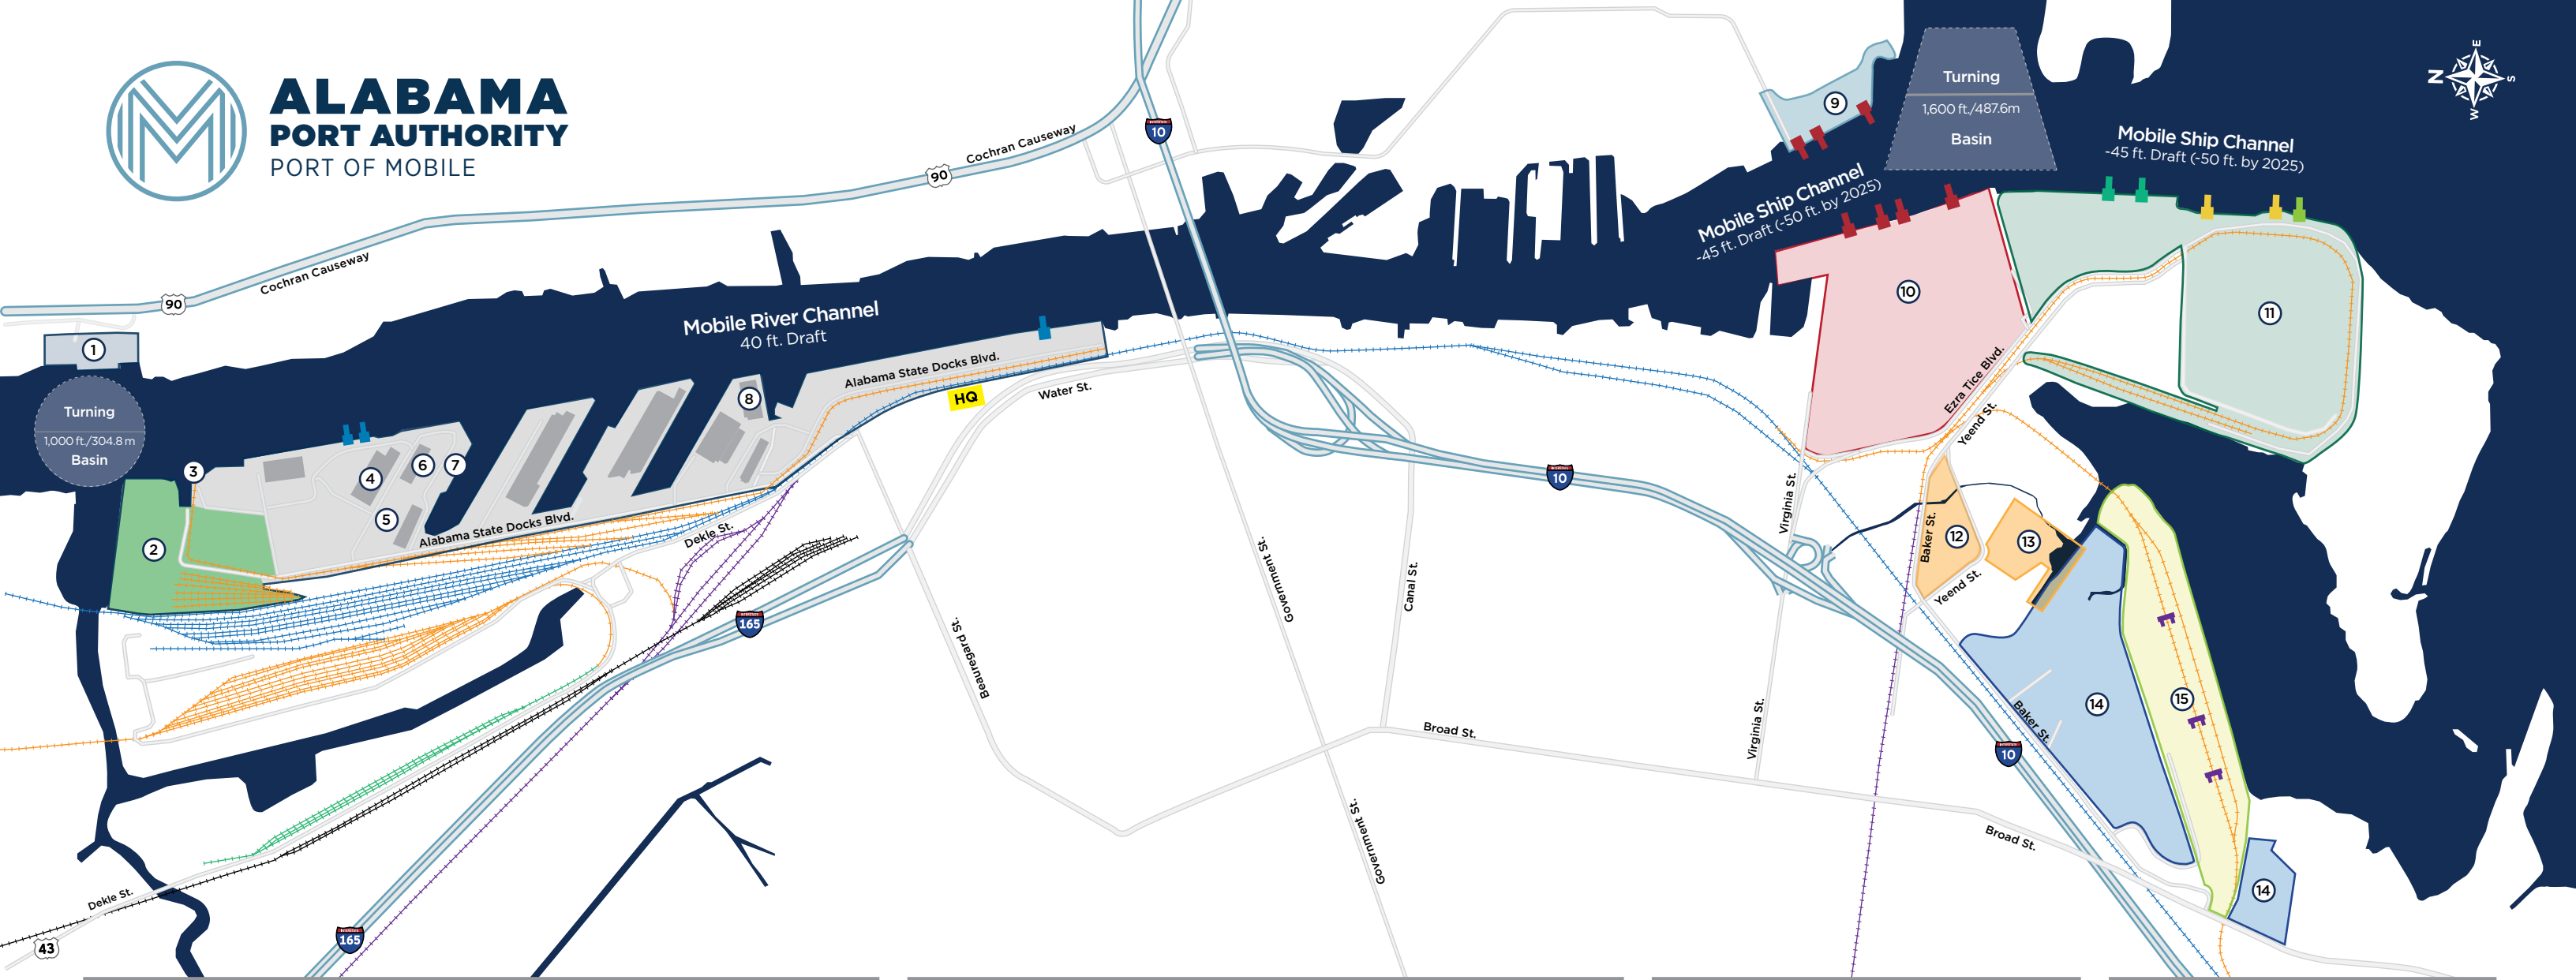 ALABAMA
PORT AUTHORITY
PORT OF MOBILE
N
E
S
W
Turning
1,600 ft./487.6m
Basin
Mobile Ship Channel
-45 ft. Draft (-50 ft. by 2025)
Mobile Ship Channel
-45 ft. Draft (-50 ft. by 2025)
9
10
Cochran Causeway
90
90
Cochran Causeway
1
Mobile River Channel
40 ft. Draft
Turning
1,000 ft./304.8 m
Basin
Alabama State Docks Blvd.
HQ
Water St.
8
3
4
6
7
5
2
Alabama State Docks Blvd.
Dekle St.
165
Beauregard St.
Government St.
Canal St.
10
Virginia St.
10
11
Ezra Tice Blvd.
Yeend St.
Baker St.
12
13
Yeend St.
14
15
Baker St.
10
Broad St.
Virginia St.
Government St.
Broad St.
14
Dekle St.
43
165